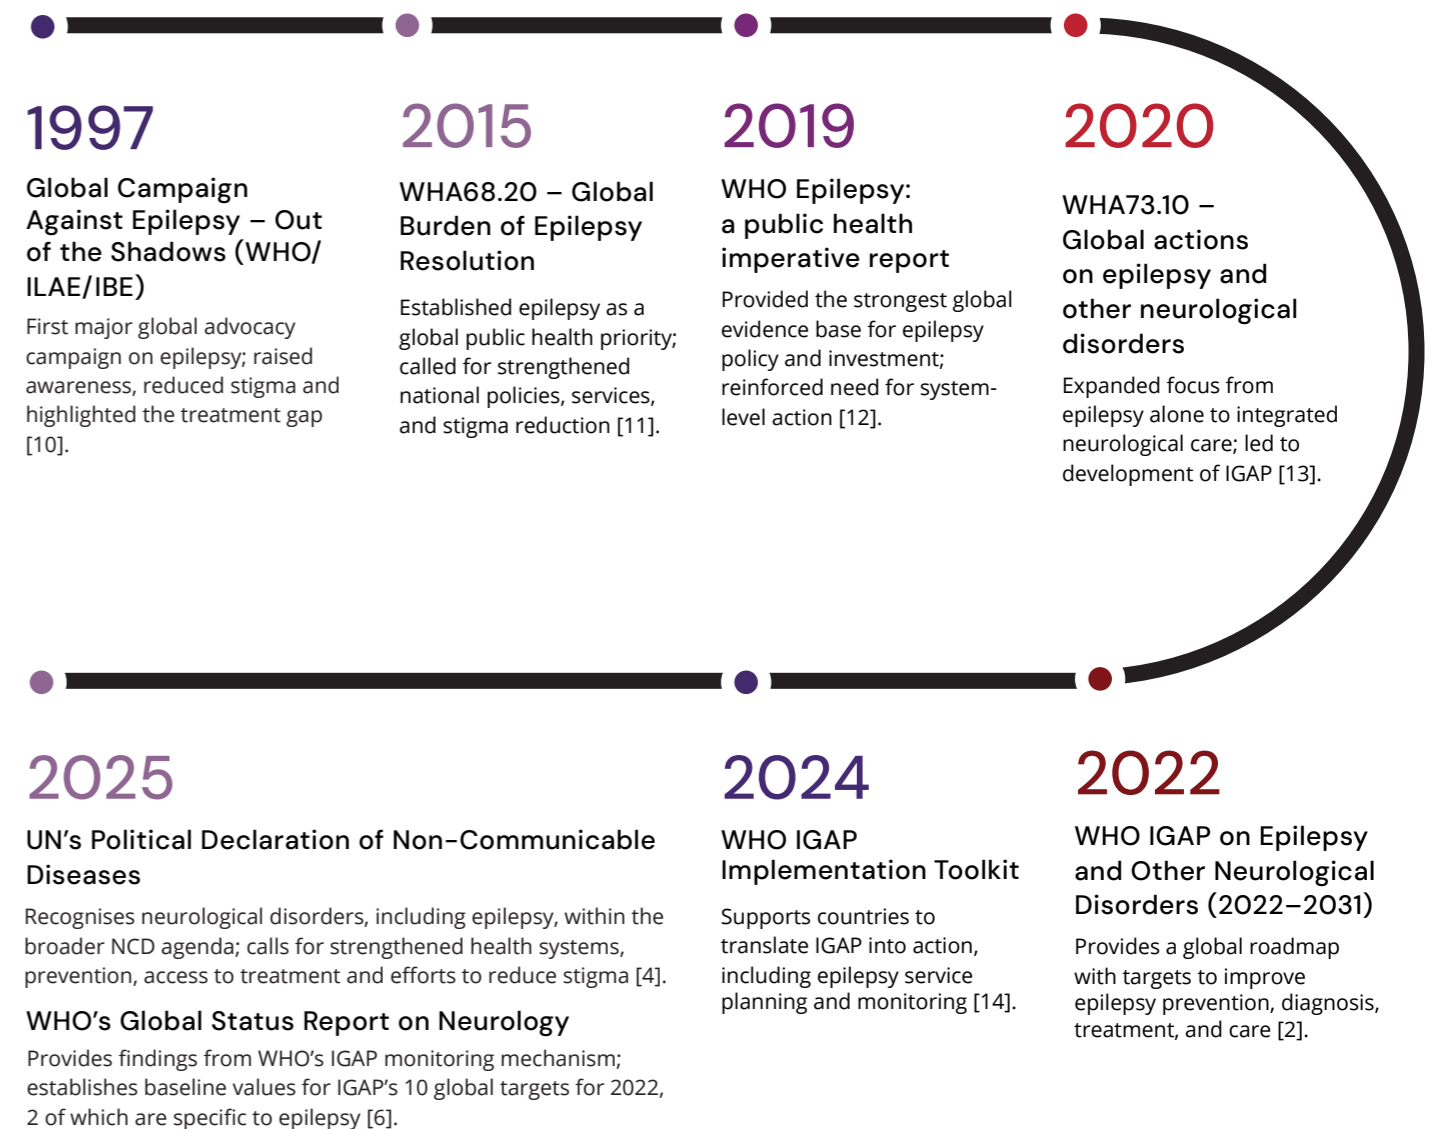 1997
Global Campaign
Against Epilepsy – Out
of the Shadows (WHO/
ILAE/IBE)
First major global advocacy
campaign on epilepsy; raised
awareness, reduced stigma and
highlighted the treatment gap
[10].
2015
WHA68.20 – Global
Burden of Epilepsy
Resolution
Established epilepsy as a
global public health priority;
called for strengthened
national policies, services,
and stigma reduction [11].
2019
WHO Epilepsy:
a public health
imperative report
Provided the strongest global
evidence base for epilepsy
policy and investment;
reinforced need for system-
level action [12].
2020
WHA73.10 –
Global actions
on epilepsy and
other neurological
disorders
Expanded focus from
epilepsy alone to integrated
neurological care; led to
development of IGAP [13].
2022
WHO IGAP on Epilepsy
and Other Neurological
Disorders (2022–2031)
Provides a global roadmap
with targets to improve
epilepsy prevention, diagnosis,
treatment, and care [2].
2024
WHO IGAP
Implementation Toolkit
Supports countries to
translate IGAP into action,
including epilepsy service
planning and monitoring [14].
2025
UN’s Political Declaration of Non-Communicable
Diseases
Recognises neurological disorders, including epilepsy, within the
broader NCD agenda; calls for strengthened health systems,
prevention, access to treatment and efforts to reduce stigma [4].
WHO’s Global Status Report on Neurology
Provides findings from WHO’s IGAP monitoring mechanism;
establishes baseline values for IGAP’s 10 global targets for 2022,
2 of which are specific to epilepsy [6].